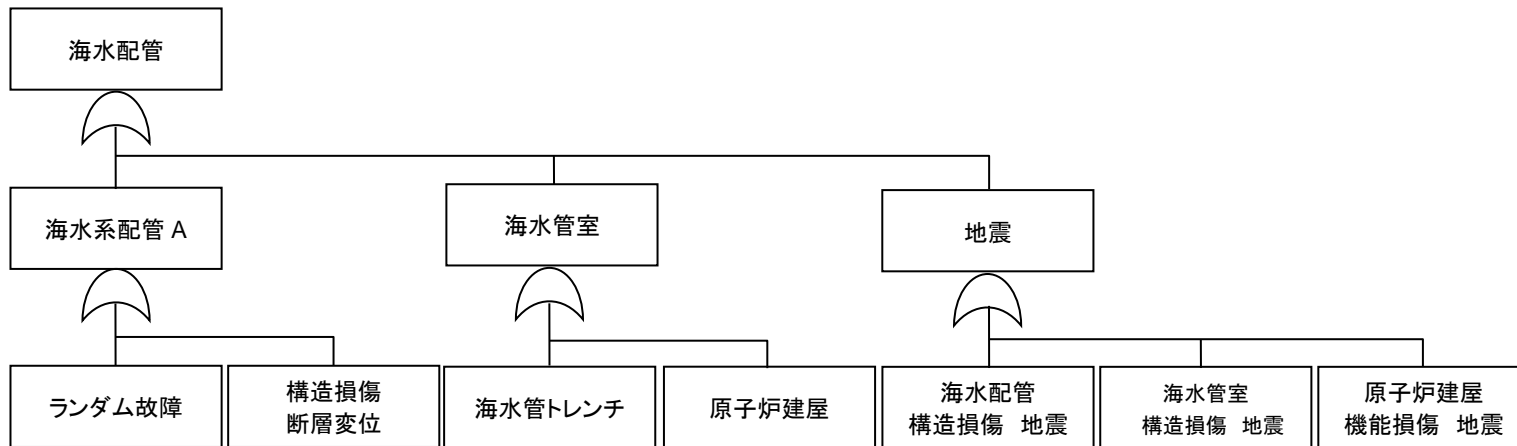 海水配管
海水系配管 A
海水管室
地震
ランダム故障
構造損傷
断層変位
海水管トレンチ
原子炉建屋
海水配管
構造損傷　地震
海水管室
構造損傷　地震
原子炉建屋
機能損傷　地震